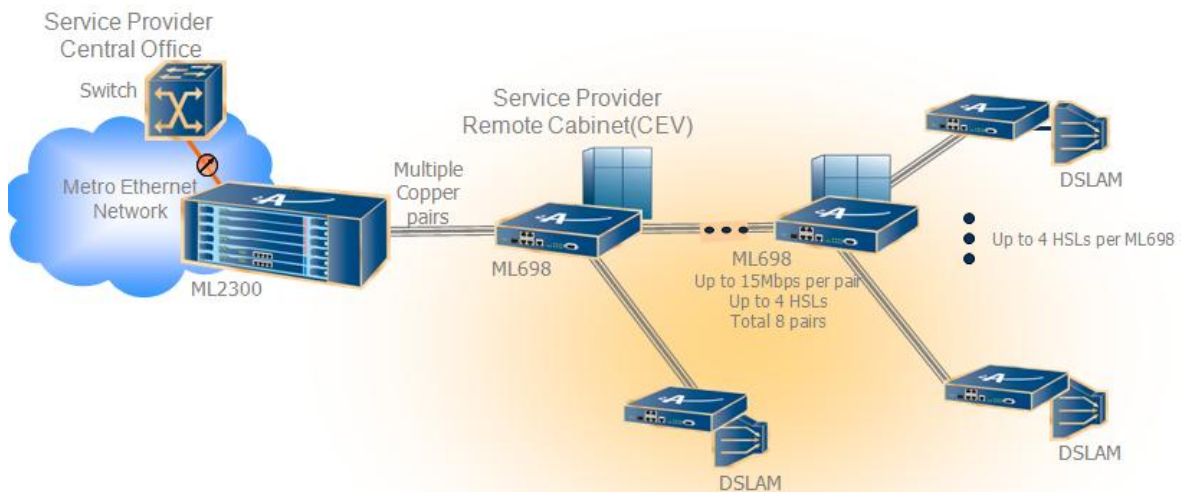 Service Provider
Central Office
Switch
Metro Ethernet
Network
ML2300
Multiple
Copper
pairs
Service Provider
Remote Cabinet(CEV)
ML698
ML698
Up to 15Mbps per pair
Up to 4 HSLs
Total 8 pairs
DSLAM
Up to 4 HSLs per ML698
DSLAM
DSLAM